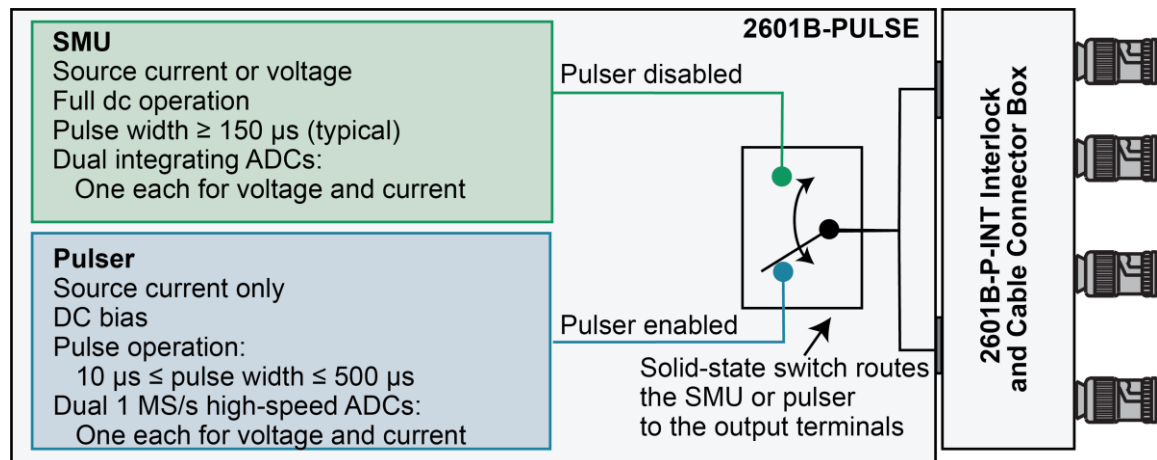 SMU
Source current or voltage
Full dc operation
Pulse width ≥ 150 µs (typical)
Dual integrating ADCs:
One each for voltage and current
Pulser
Source current only
DC bias
Pulse operation:
10 µs ≤ pulse width ≤ 500 µs
Dual 1 MS/s high-speed ADCs:
One each for voltage and current
Pulser disabled
Pulser enabled
2601B-PULSE
Solid-state switch routes
the SMU or pulser
to the output terminals
2601B-P-INT Interlock
and Cable Connector Box